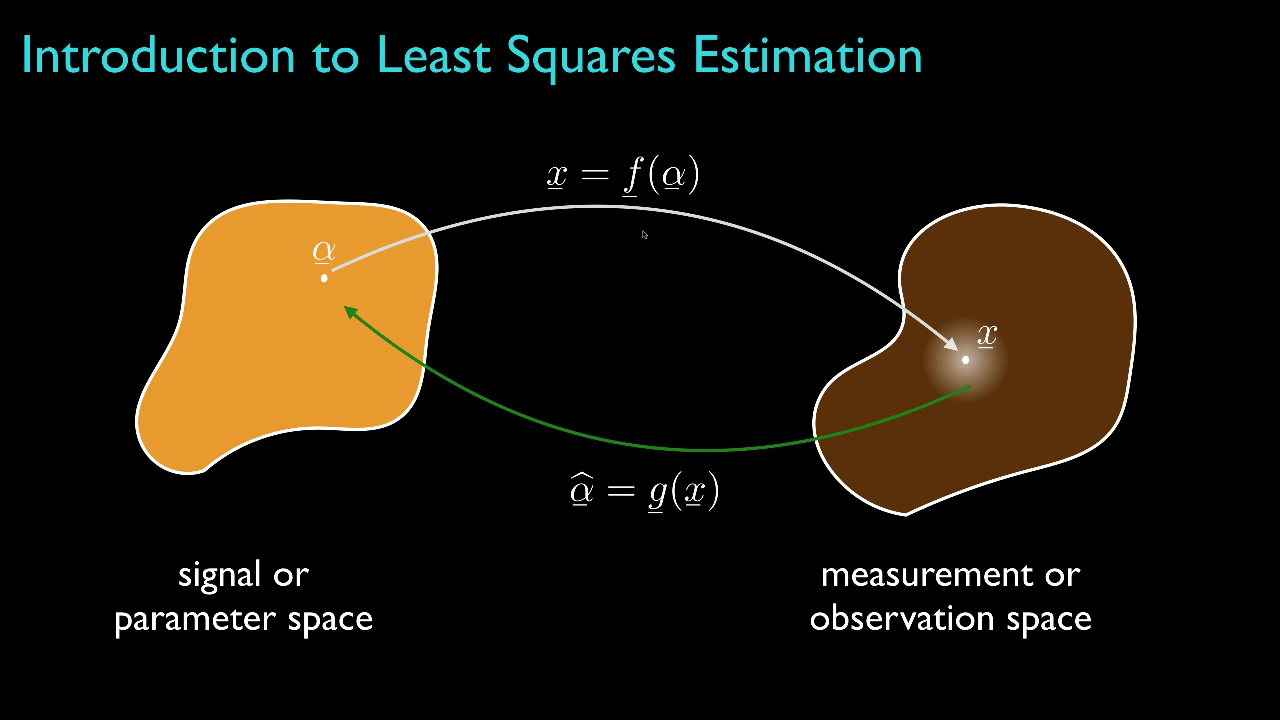 Introduction to Least Squares Estimation
x̲ = f̲(α̲)
α̲
x̲
α̲̂ = g̲(x̲)
signal or
parameter space
measurement or
observation space